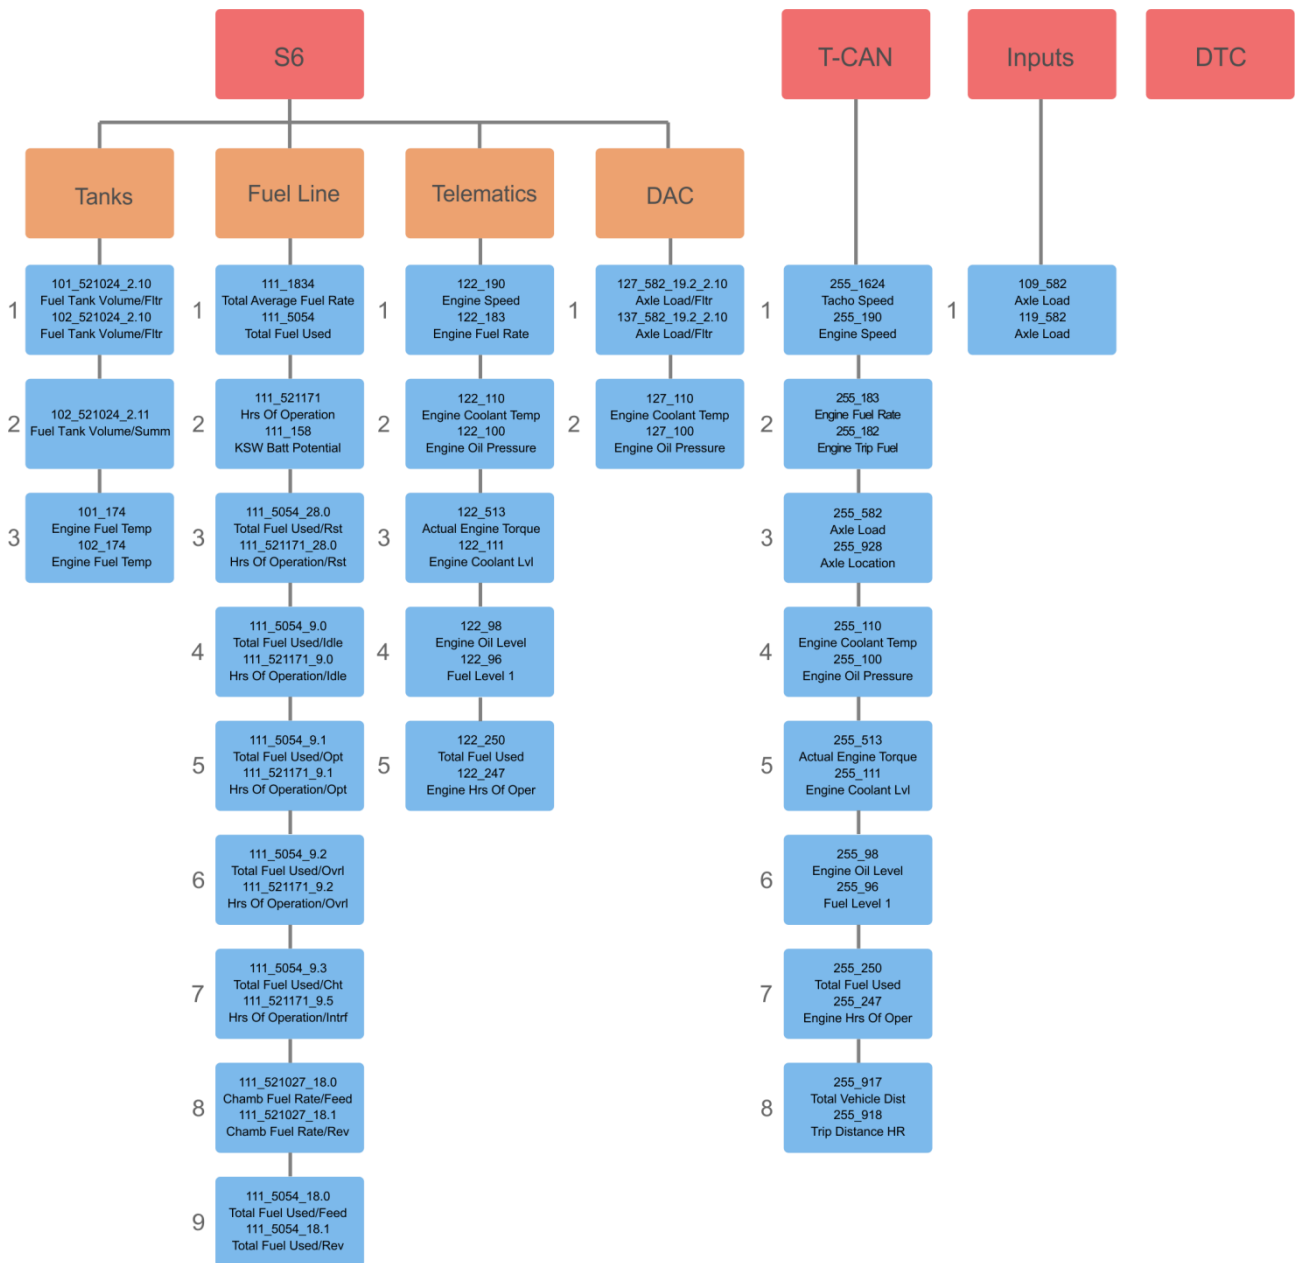 S6
T-CAN
Inputs
DTC
Tanks
Fuel Line
Telematics
DAC
1
101_521024_2.10
Fuel Tank Volume/Fltr
102_521024_2.10
Fuel Tank Volume/Fltr
2
102_521024_2.11
Fuel Tank Volume/Summ
3
101_174
Engine Fuel Temp
102_174
Engine Fuel Temp
1
111_1834
Total Average Fuel Rate
111_5054
Total Fuel Used
2
111_521171
Hrs Of Operation
111_158
KSW Batt Potential
3
111_5054_28.0
Total Fuel Used/Rst
111_521171_28.0
Hrs Of Operation/Rst
4
111_5054_9.0
Total Fuel Used/Idle
111_521171_9.0
Hrs Of Operation/Idle
5
111_5054_9.1
Total Fuel Used/Opt
111_521171_9.1
Hrs Of Operation/Opt
6
111_5054_9.2
Total Fuel Used/Ovrl
111_521171_9.2
Hrs Of Operation/Ovrl
7
111_5054_9.3
Total Fuel Used/Cht
111_521171_9.5
Hrs Of Operation/Intrf
8
111_521027_18.0
Chamb Fuel Rate/Feed
111_521027_18.1
Chamb Fuel Rate/Rev
9
111_5054_18.0
Total Fuel Used/Feed
111_5054_18.1
Total Fuel Used/Rev
1
122_190
Engine Speed
122_183
Engine Fuel Rate
2
122_110
Engine Coolant Temp
122_100
Engine Oil Pressure
3
122_513
Actual Engine Torque
122_111
Engine Coolant Lvl
4
122_98
Engine Oil Level
122_96
Fuel Level 1
5
122_250
Total Fuel Used
122_247
Engine Hrs Of Oper
1
127_582_19.2_2.10
Axle Load/Fltr
137_582_19.2_2.10
Axle Load/Fltr
2
127_110
Engine Coolant Temp
127_100
Engine Oil Pressure
1
255_1624
Tacho Speed
255_190
Engine Speed
2
255_183
Engine Fuel Rate
255_182
Engine Trip Fuel
3
255_582
Axle Load
255_928
Axle Location
4
255_110
Engine Coolant Temp
255_100
Engine Oil Pressure
5
255_513
Actual Engine Torque
255_111
Engine Coolant Lvl
6
255_98
Engine Oil Level
255_96
Fuel Level 1
7
255_250
Total Fuel Used
255_247
Engine Hrs Of Oper
8
255_917
Total Vehicle Dist
255_918
Trip Distance HR
1
109_582
Axle Load
119_582
Axle Load